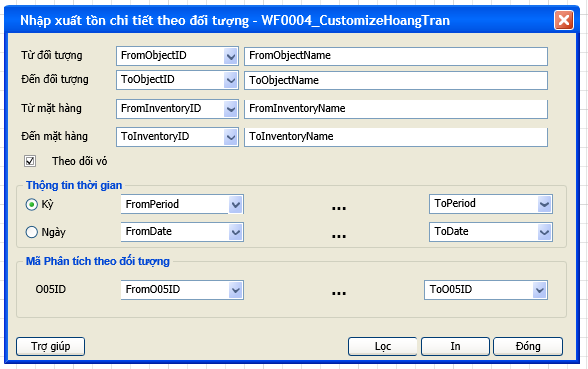 Nhập xuất tồn chi tiết theo đối tượng - WF0004_CustomizeHoangTran
Từ đối tượng FromObjectID FromObjectName
Đến đối tượng ToObjectID ToObjectName
Từ mặt hàng FromInventoryID FromInventoryName
Đến mặt hàng ToInventoryID ToInventoryName
Theo dõi vỏ
Thộng tin thời gian
Kỳ FromPeriod ... ToPeriod
Ngày FromDate ... ToDate
Mã Phân tích theo đối tượng
O05ID FromO05ID ... ToO05ID
Trợ giúp Lọc In Đóng